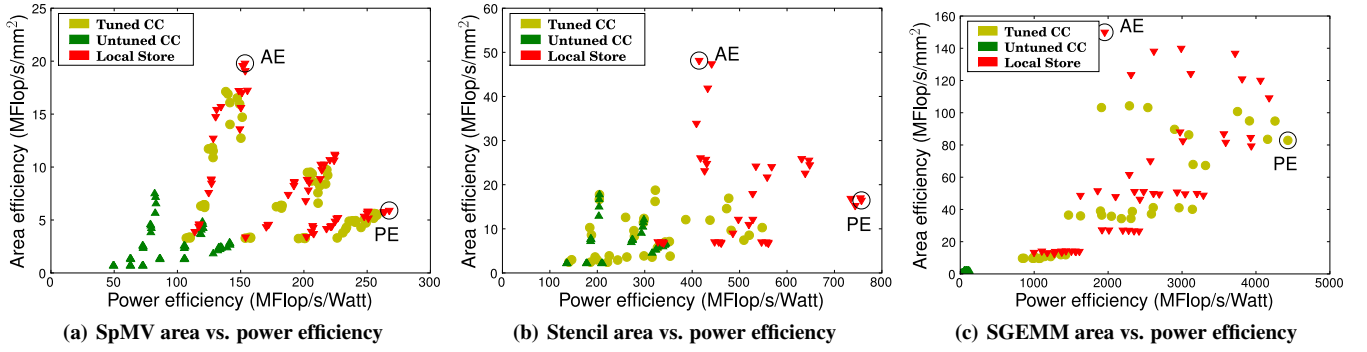 Area efficiency (MFlop/s/mm²)
25
20
15
10
5
0
Tuned CC
Untuned CC
Local Store
AE
PE
0 50 100 150 200 250 300
Power efficiency (MFlop/s/Watt)
(a) SpMV area vs. power efficiency
Area efficiency (MFlop/s/mm²)
60
50
40
30
20
10
0
Tuned CC
Untuned CC
Local Store
AE
PE
0 100 200 300 400 500 600 700 800
Power efficiency (MFlop/s/Watt)
(b) Stencil area vs. power efficiency
Area efficiency (MFlop/s/mm²)
160
140
120
100
80
60
40
20
0
Tuned CC
Untuned CC
Local Store
AE
PE
0 1000 2000 3000 4000 5000
Power efficiency (MFlop/s/Watt)
(c) SGEMM area vs. power efficiency